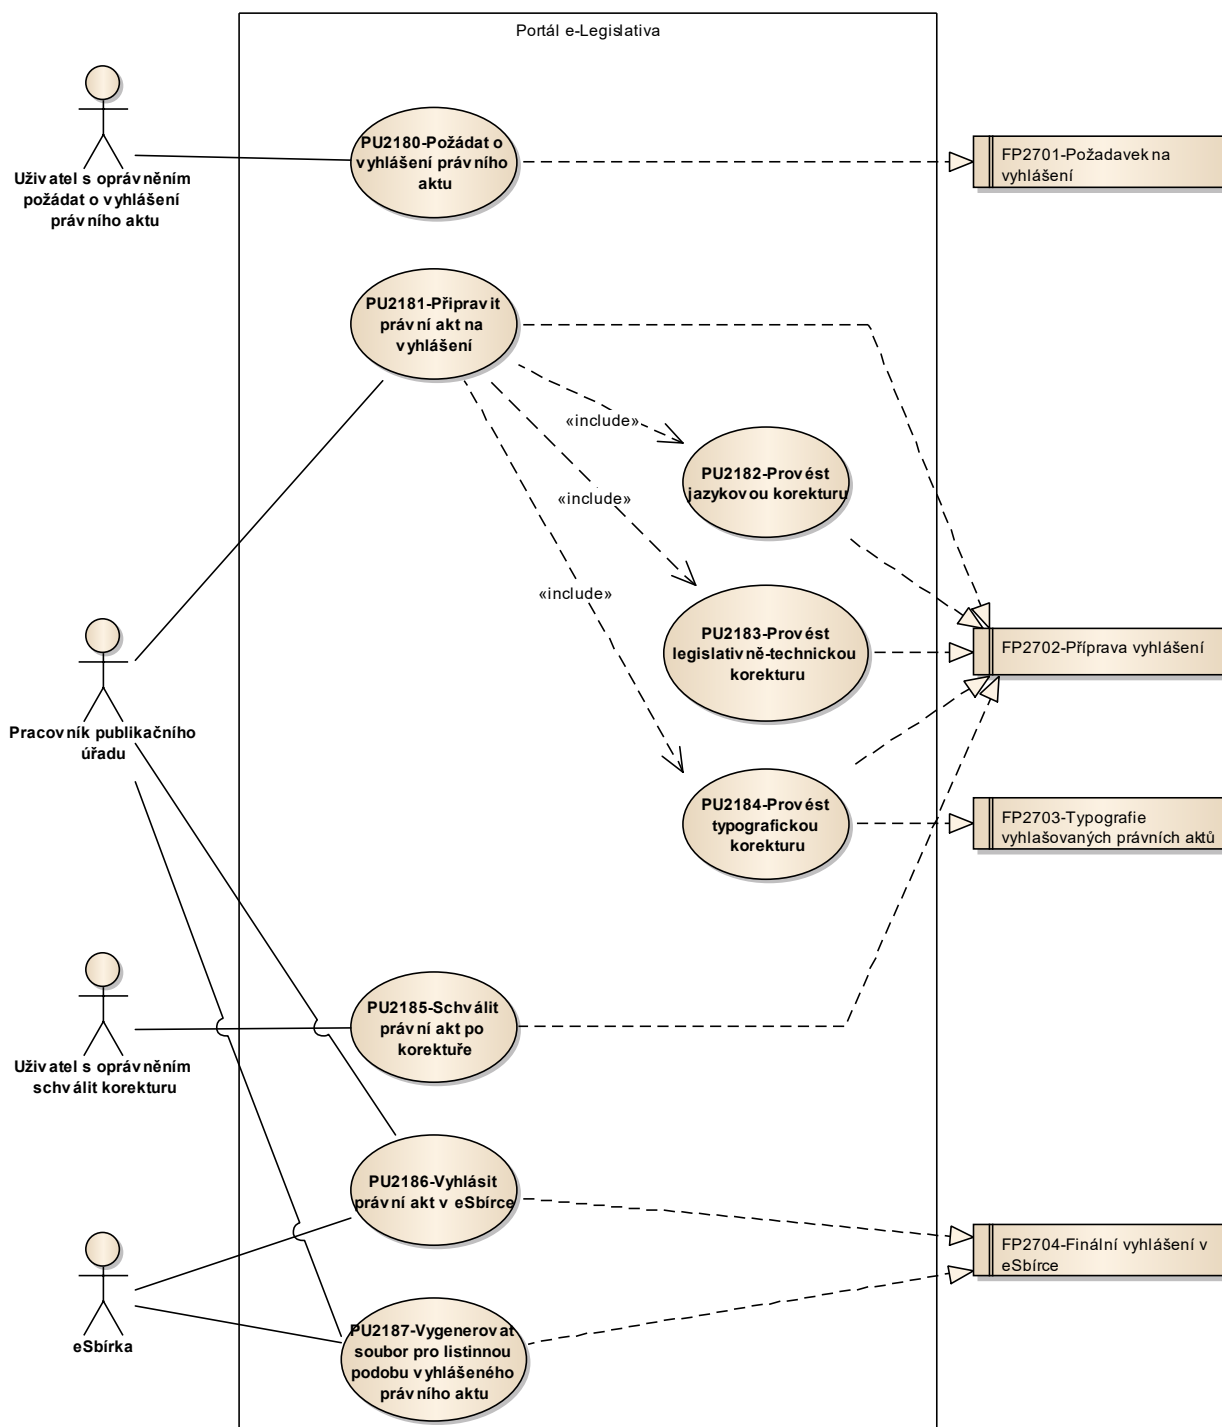 Portál e-Legislativa
Uživatel s oprávněním
požádat o vyhlášení
právního aktu
PU2180-Požádat o
vyhlášení právního
aktu
FP2701-Požadavek na
vyhlášení
PU2181-Připravit
právní akt na
vyhlášení
«include»
PU2182-Provést
jazykovou korekturu
«include»
«include»
PU2183-Provést
legislativně-technickou
korekturu
FP2702-Příprava vyhlášení
Pracovník publikačního
úřadu
PU2184-Provést
typografickou
korekturu
FP2703-Typografie
vyhlašovaných právních aktů
Uživatel s oprávněním
schválit korekturu
PU2185-Schválit
právní akt po
korektuře
PU2186-Vyhlásit
právní akt v eSbírce
FP2704-Finální vyhlášení v
eSbírce
eSbírka
PU2187-Vygenerovat
soubor pro listinnou
podobu vyhlášeného
právního aktu